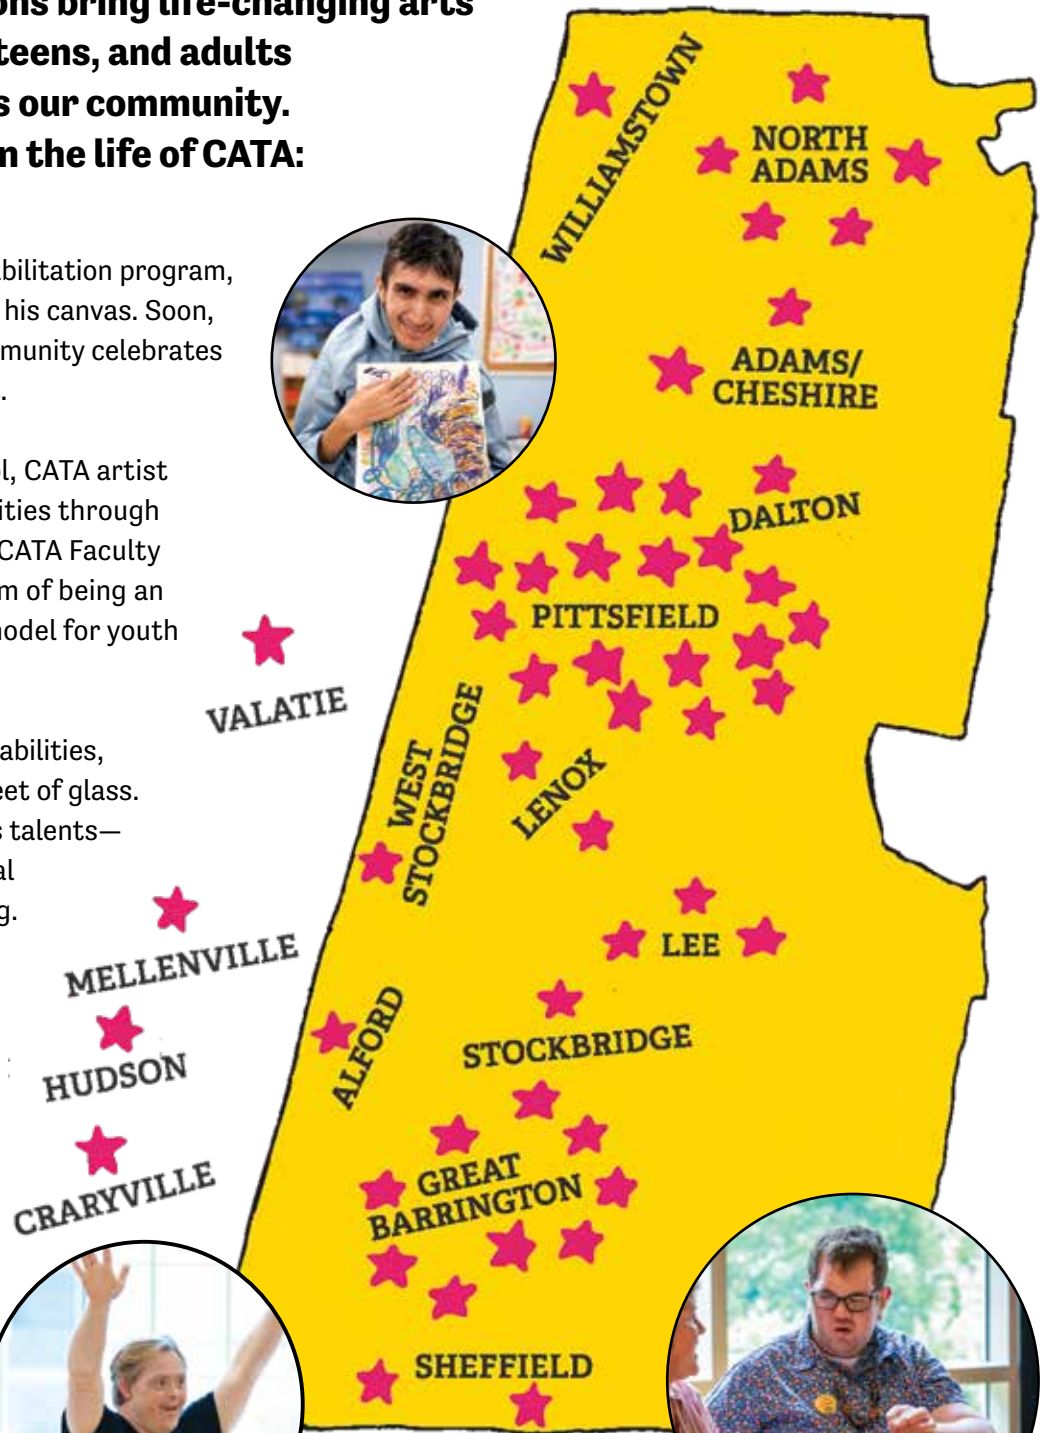 ons bring life-changing arts
teens, and adults
s our community.
n the life of CATA:
abilitation program,
his canvas. Soon,
mmunity celebrates
.
l, CATA artist
ities through
CATA Faculty
m of being an
model for youth
abilities,
eet of glass.
s talents—
al
g.
WILLIAMSTOWN
NORTH
ADAMS
ADAMS/
CHESHIRE
DALTON
PITTSFIELD
VALATIE
WEST
STOCKBRIDGE
LENOX
MELLENVILLE
LEE
HUDSON
ALFORD
STOCKBRIDGE
CRARYVILLE
GREAT
BARRINGTON
SHEFFIELD